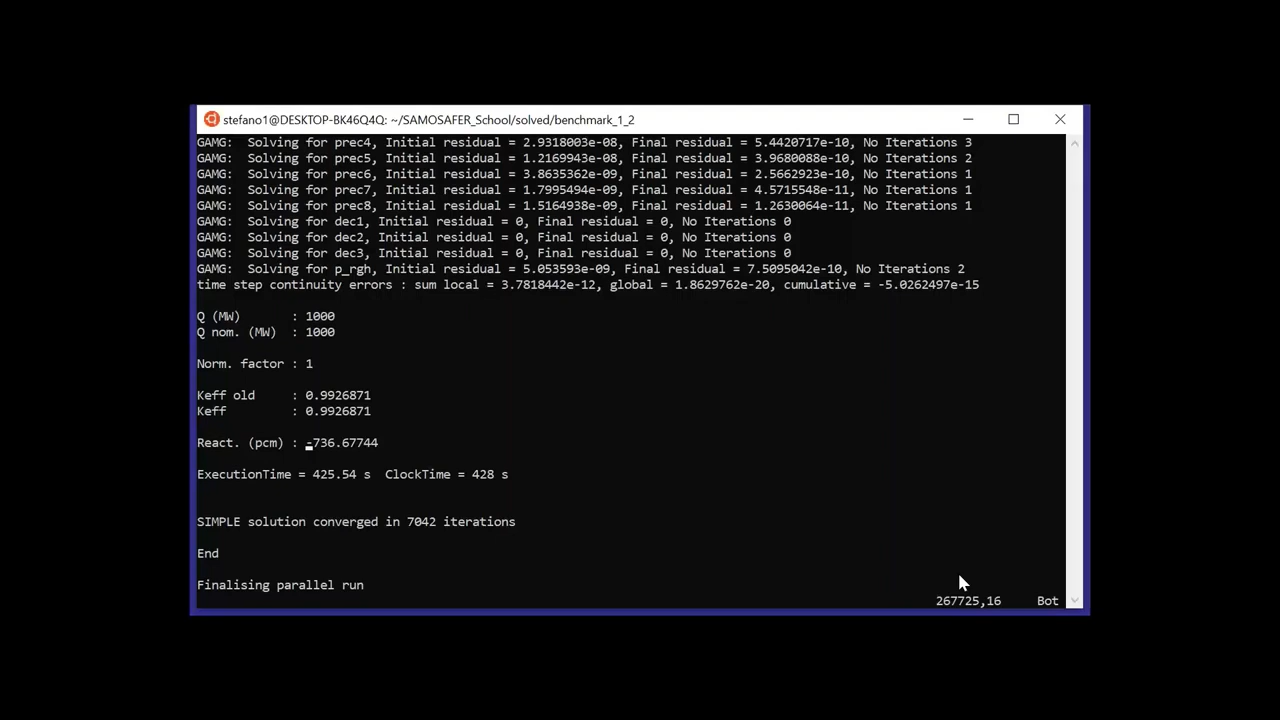 stefano1@DESKTOP-BK46Q4Q: ~/SAMOSAFER_School/solved/benchmark_1_2
GAMG:  Solving for prec4, Initial residual = 2.9318003e-08, Final residual = 5.4420717e-10, No Iterations 3
GAMG:  Solving for prec5, Initial residual = 1.2169943e-08, Final residual = 3.9680088e-10, No Iterations 2
GAMG:  Solving for prec6, Initial residual = 3.8635362e-09, Final residual = 2.5662923e-10, No Iterations 1
GAMG:  Solving for prec7, Initial residual = 1.7995494e-09, Final residual = 4.5715548e-11, No Iterations 1
GAMG:  Solving for prec8, Initial residual = 1.5164938e-09, Final residual = 1.2630064e-11, No Iterations 1
GAMG:  Solving for dec1, Initial residual = 0, Final residual = 0, No Iterations 0
GAMG:  Solving for dec2, Initial residual = 0, Final residual = 0, No Iterations 0
GAMG:  Solving for dec3, Initial residual = 0, Final residual = 0, No Iterations 0
GAMG:  Solving for p_rgh, Initial residual = 5.053593e-09, Final residual = 7.5095042e-10, No Iterations 2
time step continuity errors : sum local = 3.7818442e-12, global = 1.8629762e-20, cumulative = -5.0262497e-15
Q (MW)       : 1000
Q nom. (MW)  : 1000
Norm. factor : 1
Keff old     : 0.9926871
Keff         : 0.9926871
React. (pcm) : -736.67744
ExecutionTime = 425.54 s  ClockTime = 428 s
SIMPLE solution converged in 7042 iterations
End
Finalising parallel run
267725,16     Bot